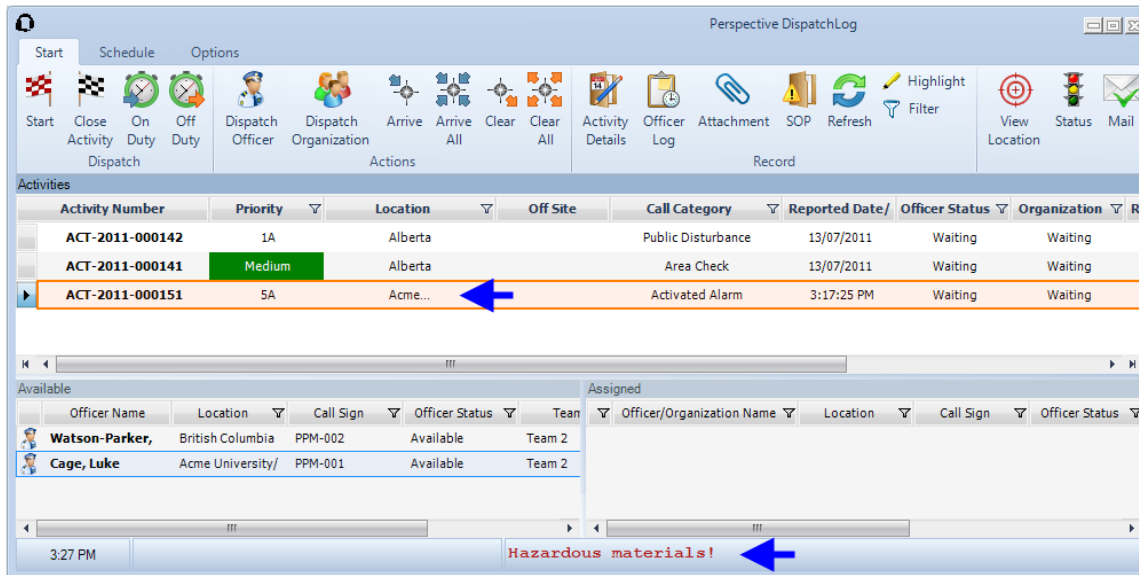 Perspective DispatchLog
Start Schedule Options
Start Close Activity On Duty Off Duty Dispatch Officer Dispatch Organization Arrive Arrive All Clear Clear All Activity Details Officer Log Attachment SOP Refresh Highlight Filter View Location Status Mail
Dispatch Actions Record
Activities
Activity Number Priority Location Off Site Call Category Reported Date/ Officer Status Organization R
ACT-2011-000142 1A Alberta Public Disturbance 13/07/2011 Waiting Waiting
ACT-2011-000141 Medium Alberta Area Check 13/07/2011 Waiting Waiting
ACT-2011-000151 5A Acme... Activated Alarm 3:17:25 PM Waiting Waiting
Available Assigned
Officer Name Location Call Sign Officer Status Team Officer/Organization Name Location Call Sign Officer Status
Watson-Parker, British Columbia PPM-002 Available Team 2
Cage, Luke Acme University/ PPM-001 Available Team 2
3:27 PM Hazardous materials!